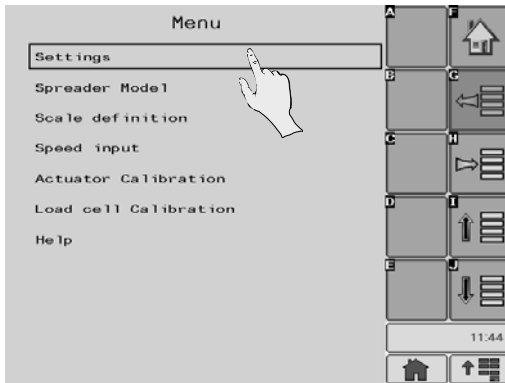 Menu
A
F
Settings
B
G
Spreader Model
Scale definition
C
H
Speed input
Actuator Calibration
D
I
Load cell Calibration
Help
E
J
11:44